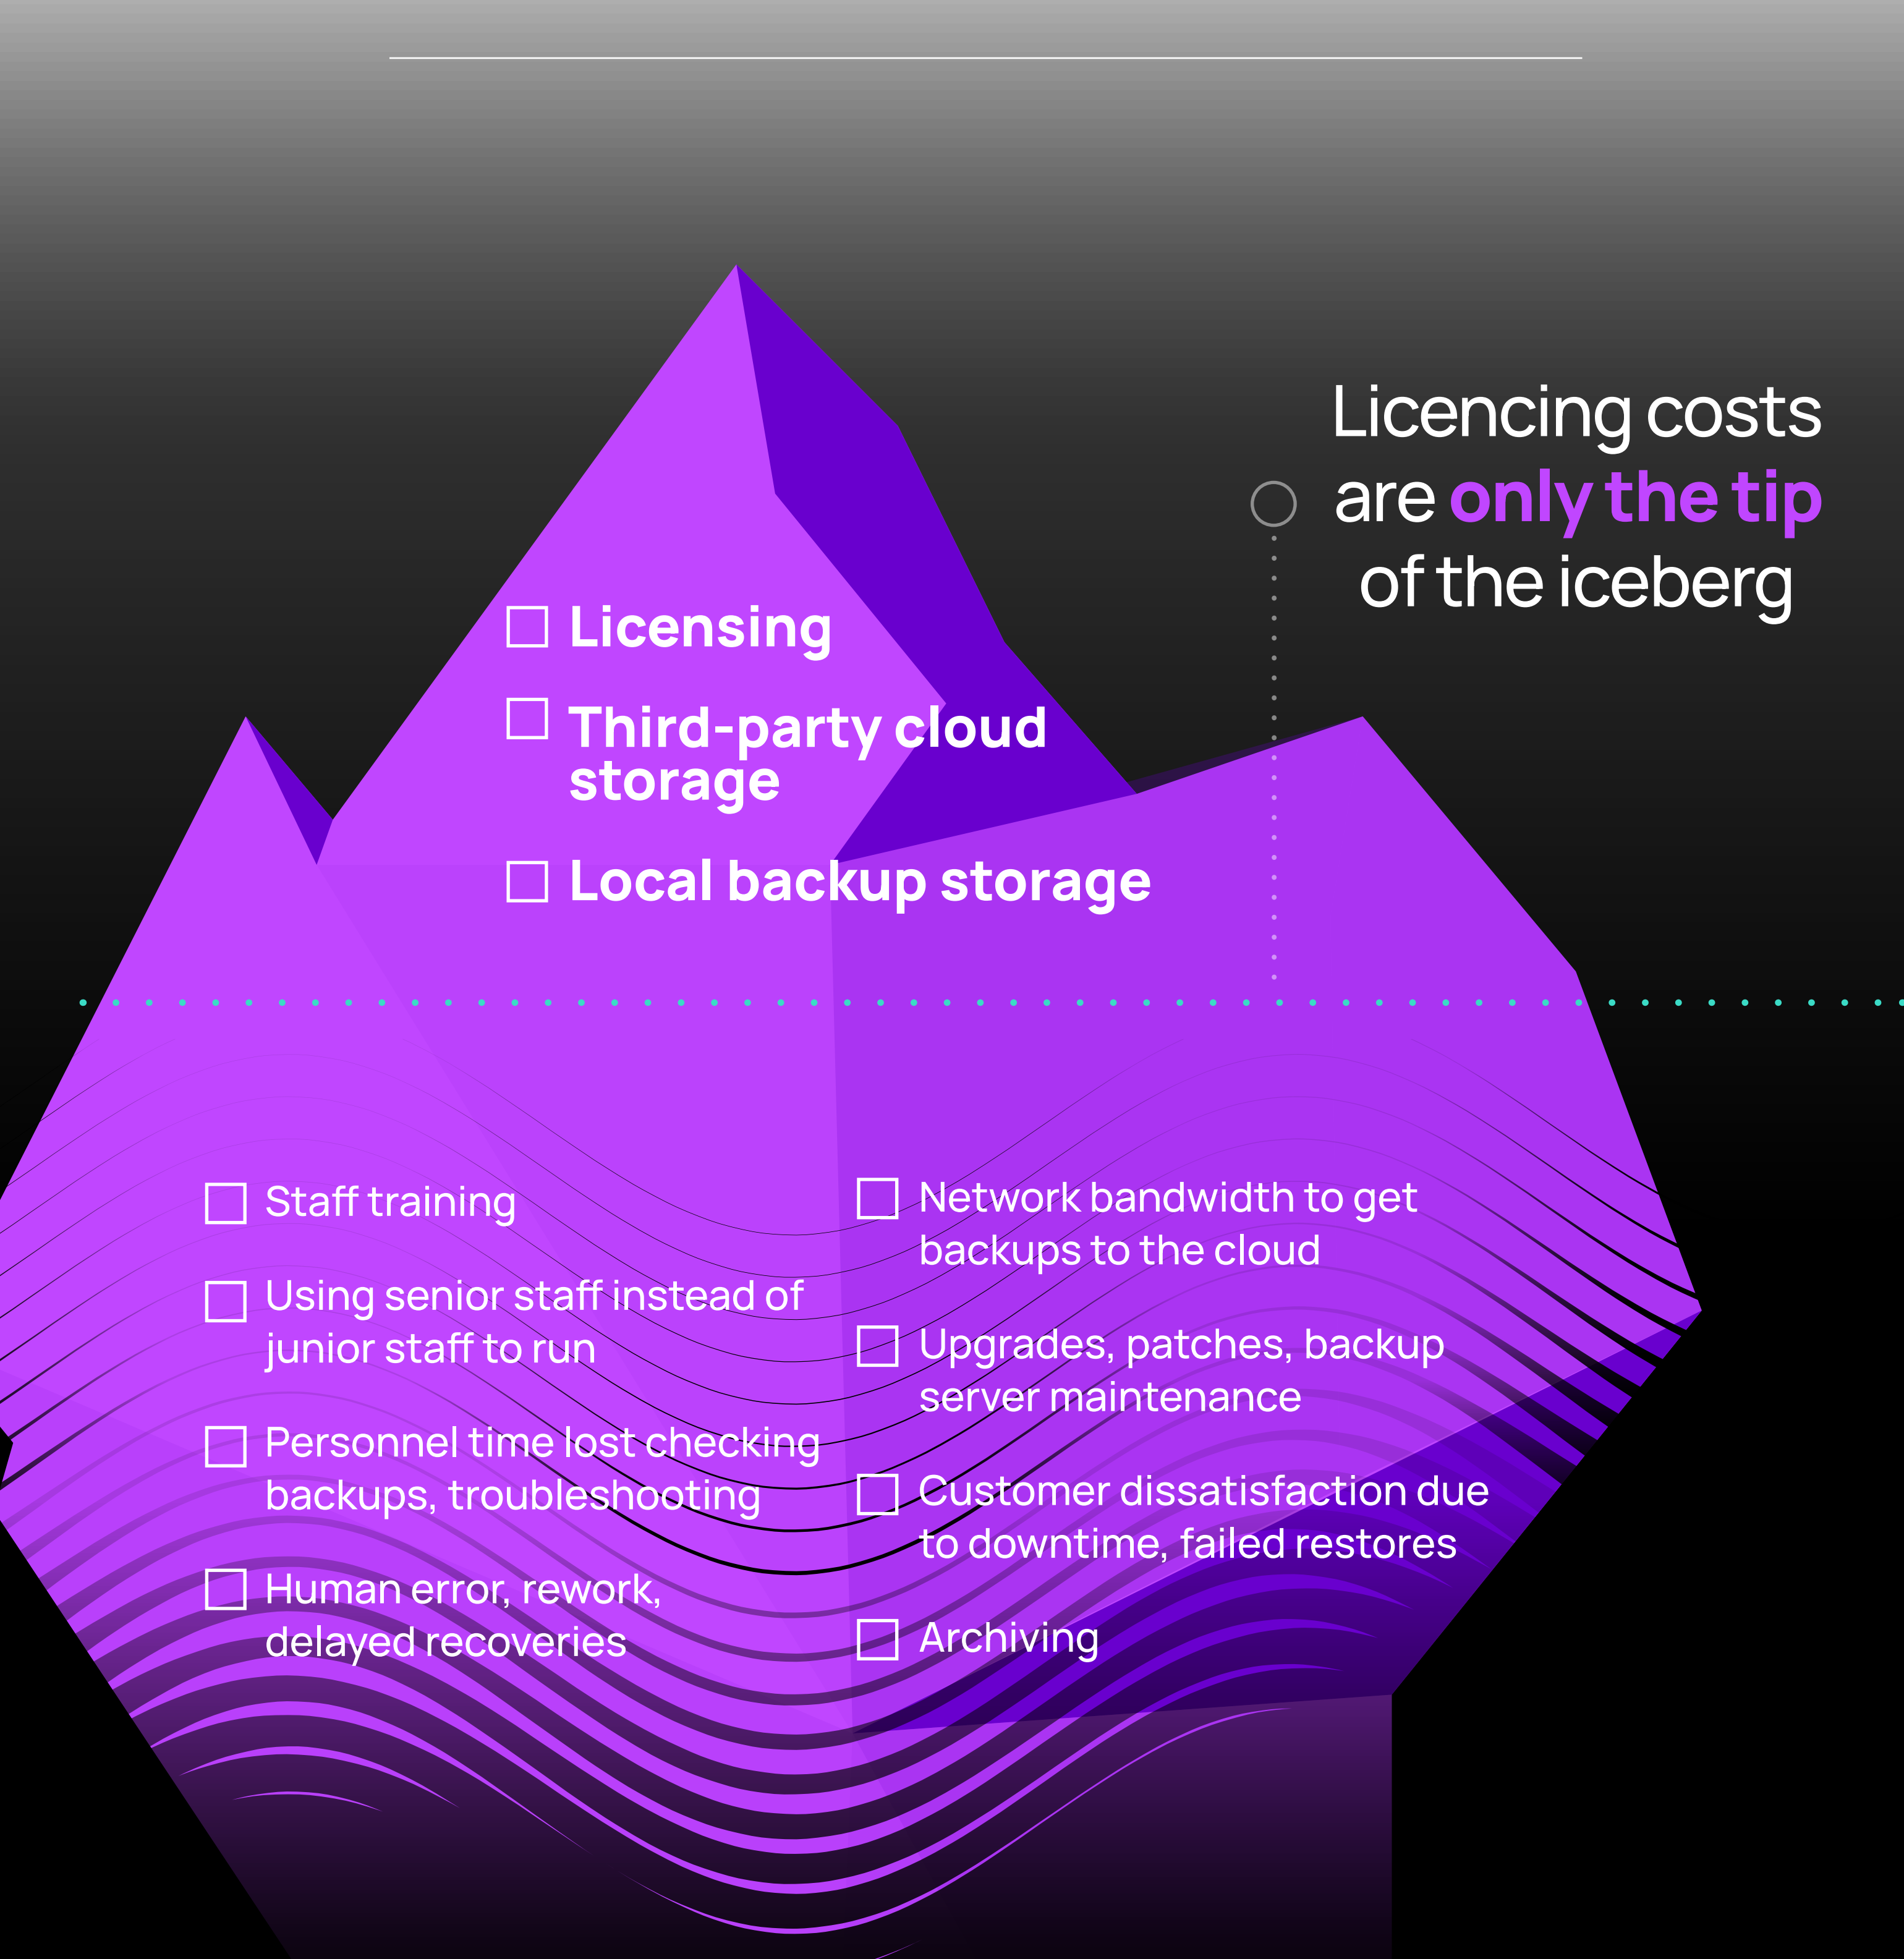 Licencing costs
are only the tip
of the iceberg
Licensing
Third-party cloud
storage
Local backup storage
Staff training
Using senior staff instead of
junior staff to run
Personnel time lost checking
backups, troubleshooting
Human error, rework,
delayed recoveries
Network bandwidth to get
backups to the cloud
Upgrades, patches, backup
server maintenance
Customer dissatisfaction due
to downtime, failed restores
Archiving